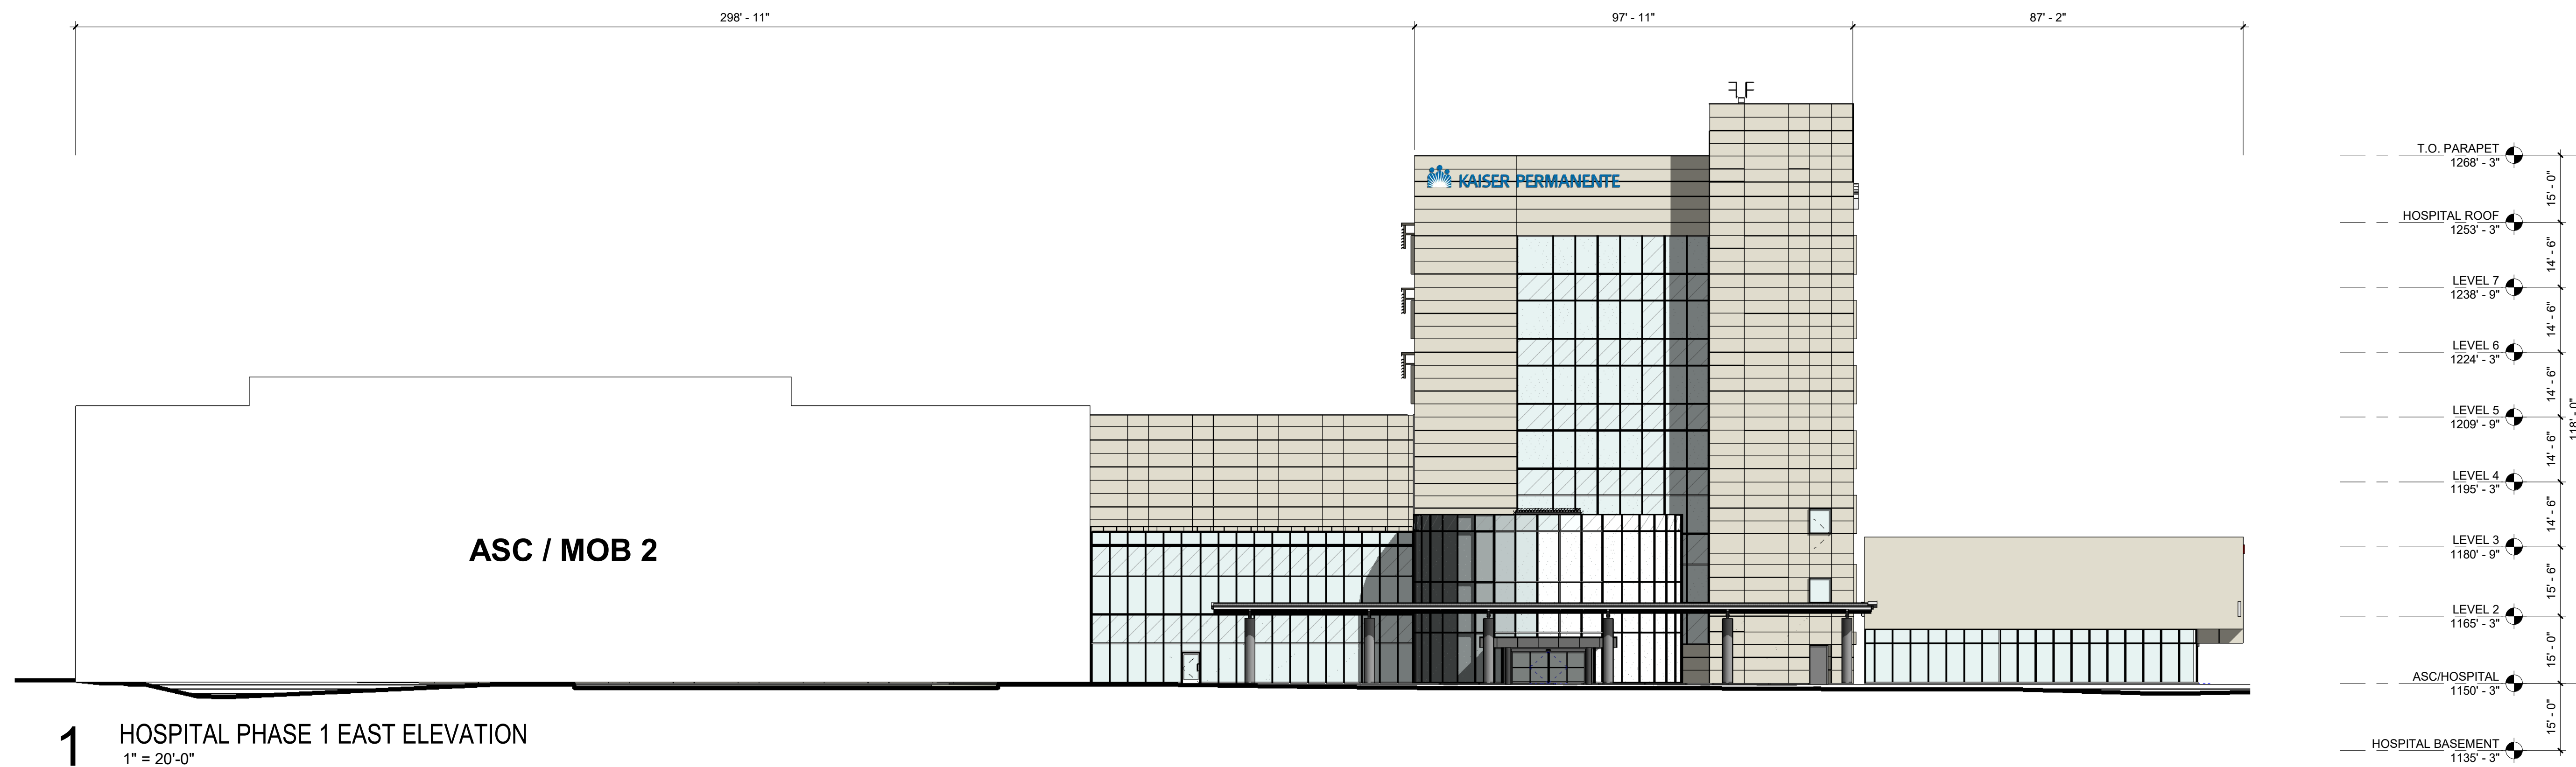 298' - 11"
97' - 11"
87' - 2"
KAISER PERMANENTE
T.O. PARAPET
1268' - 3"
15' - 0"
HOSPITAL ROOF
1253' - 3"
14' - 6"
LEVEL 7
1238' - 9"
14' - 6"
LEVEL 6
1224' - 3"
14' - 6"
LEVEL 5
1209' - 9"
118' - 0"
14' - 6"
LEVEL 4
1195' - 3"
14' - 6"
ASC / MOB 2
LEVEL 3
1180' - 9"
15' - 6"
LEVEL 2
1165' - 3"
15' - 0"
ASC/HOSPITAL
1150' - 3"
15' - 0"
HOSPITAL BASEMENT
1135' - 3"
1 HOSPITAL PHASE 1 EAST ELEVATION
1" = 20'-0"